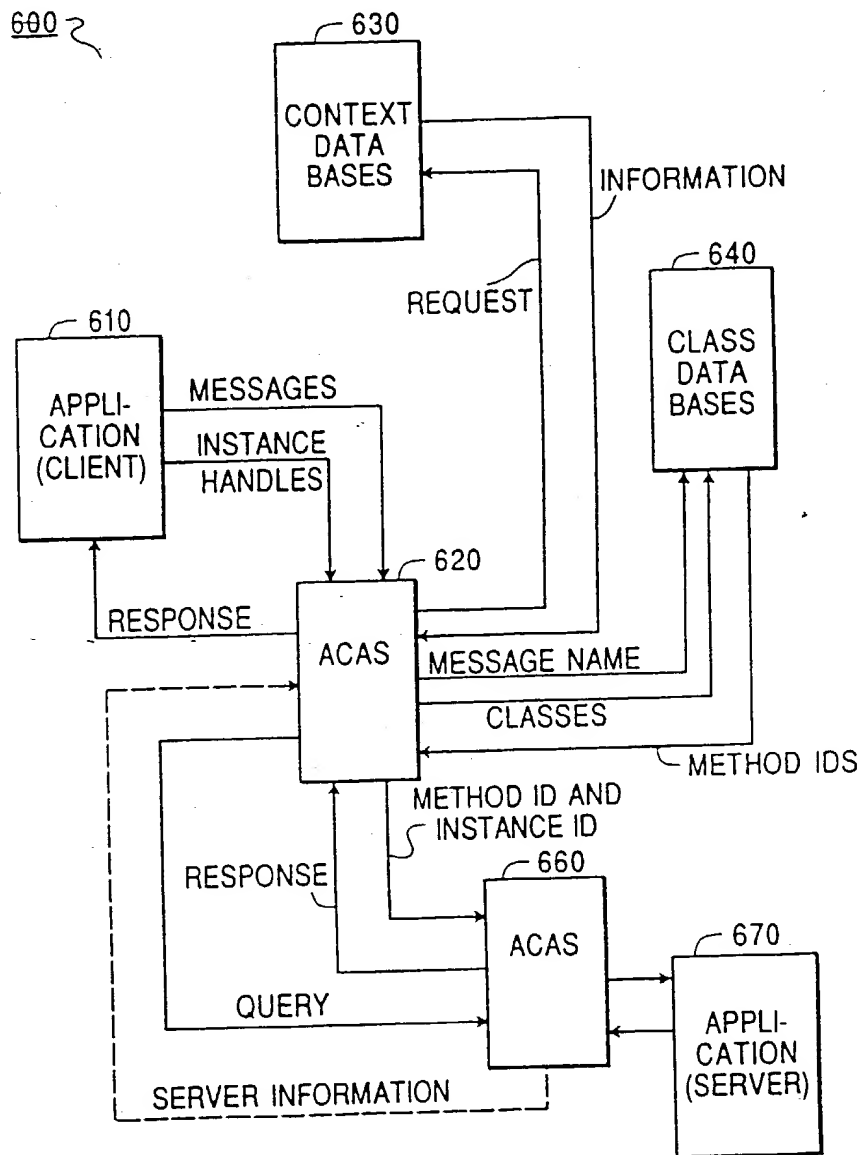 600
630
CONTEXT
DATA
BASES
INFORMATION
640
REQUEST
CLASS
DATA
BASES
610
APPLI-
CATION
(CLIENT)
MESSAGES
INSTANCE
HANDLES
620
RESPONSE
ACAS
MESSAGE NAME
CLASSES
METHOD IDS
METHOD ID AND
INSTANCE ID
RESPONSE
660
ACAS
670
QUERY
APPLI-
CATION
(SERVER)
SERVER INFORMATION